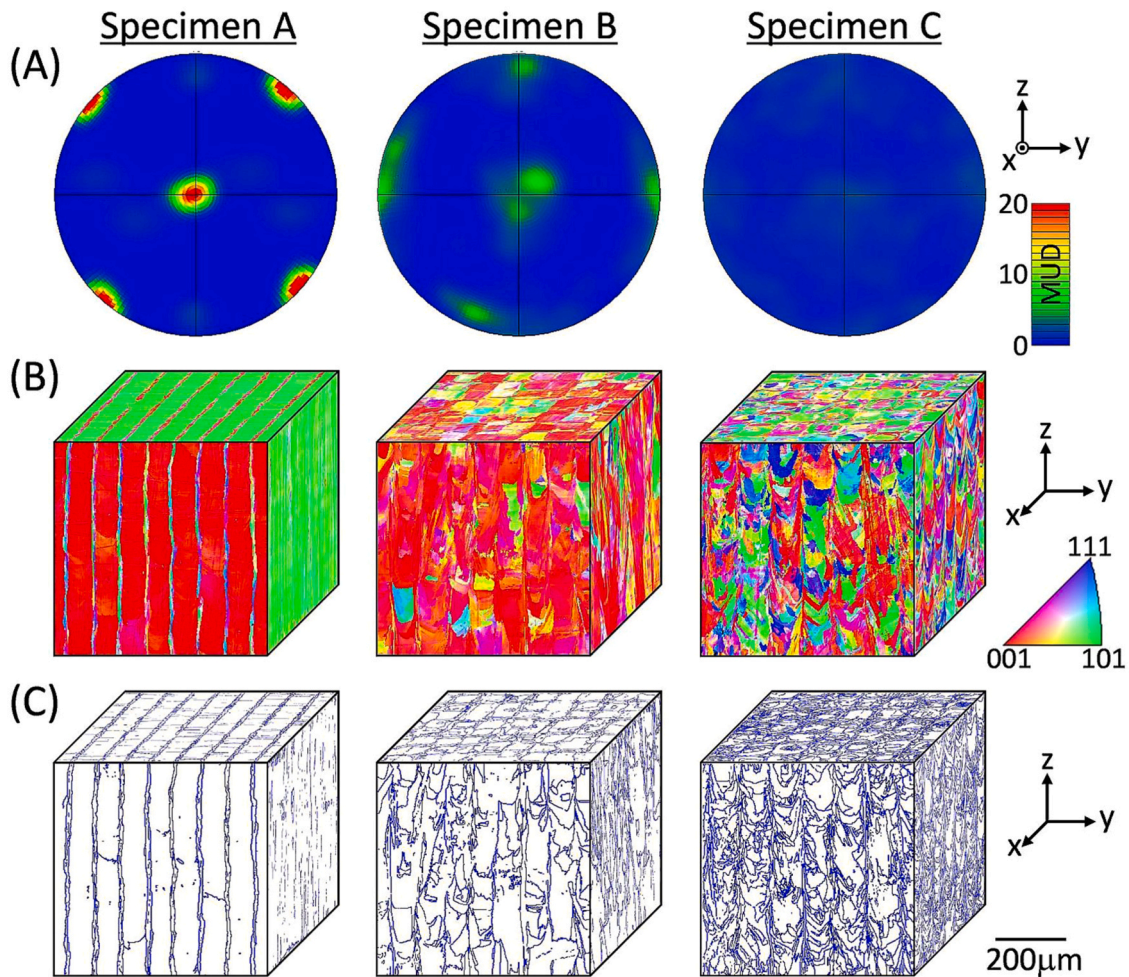 Specimen A Specimen B Specimen C
(A)
z
x y
20
10
0
MUD
(B)
z
y
x
111
001 101
(C)
z
y
x
200μm